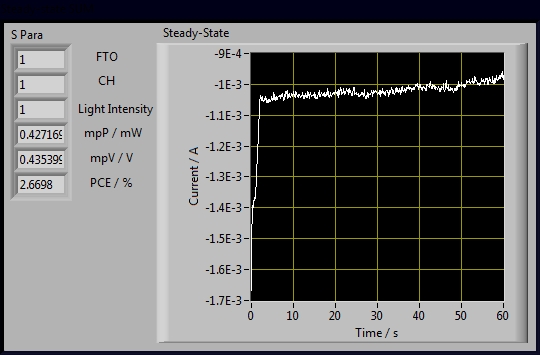 S Para
1 FTO
1 CH
1 Light Intensity
0.427169 mpP / mW
0.435399 mpV / V
2.6698 PCE / %
Steady-State
Current / A
-9E-4
-1E-3
-1.1E-3
-1.2E-3
-1.3E-3
-1.4E-3
-1.5E-3
-1.6E-3
-1.7E-3
0 10 20 30 40 50 60
Time / s